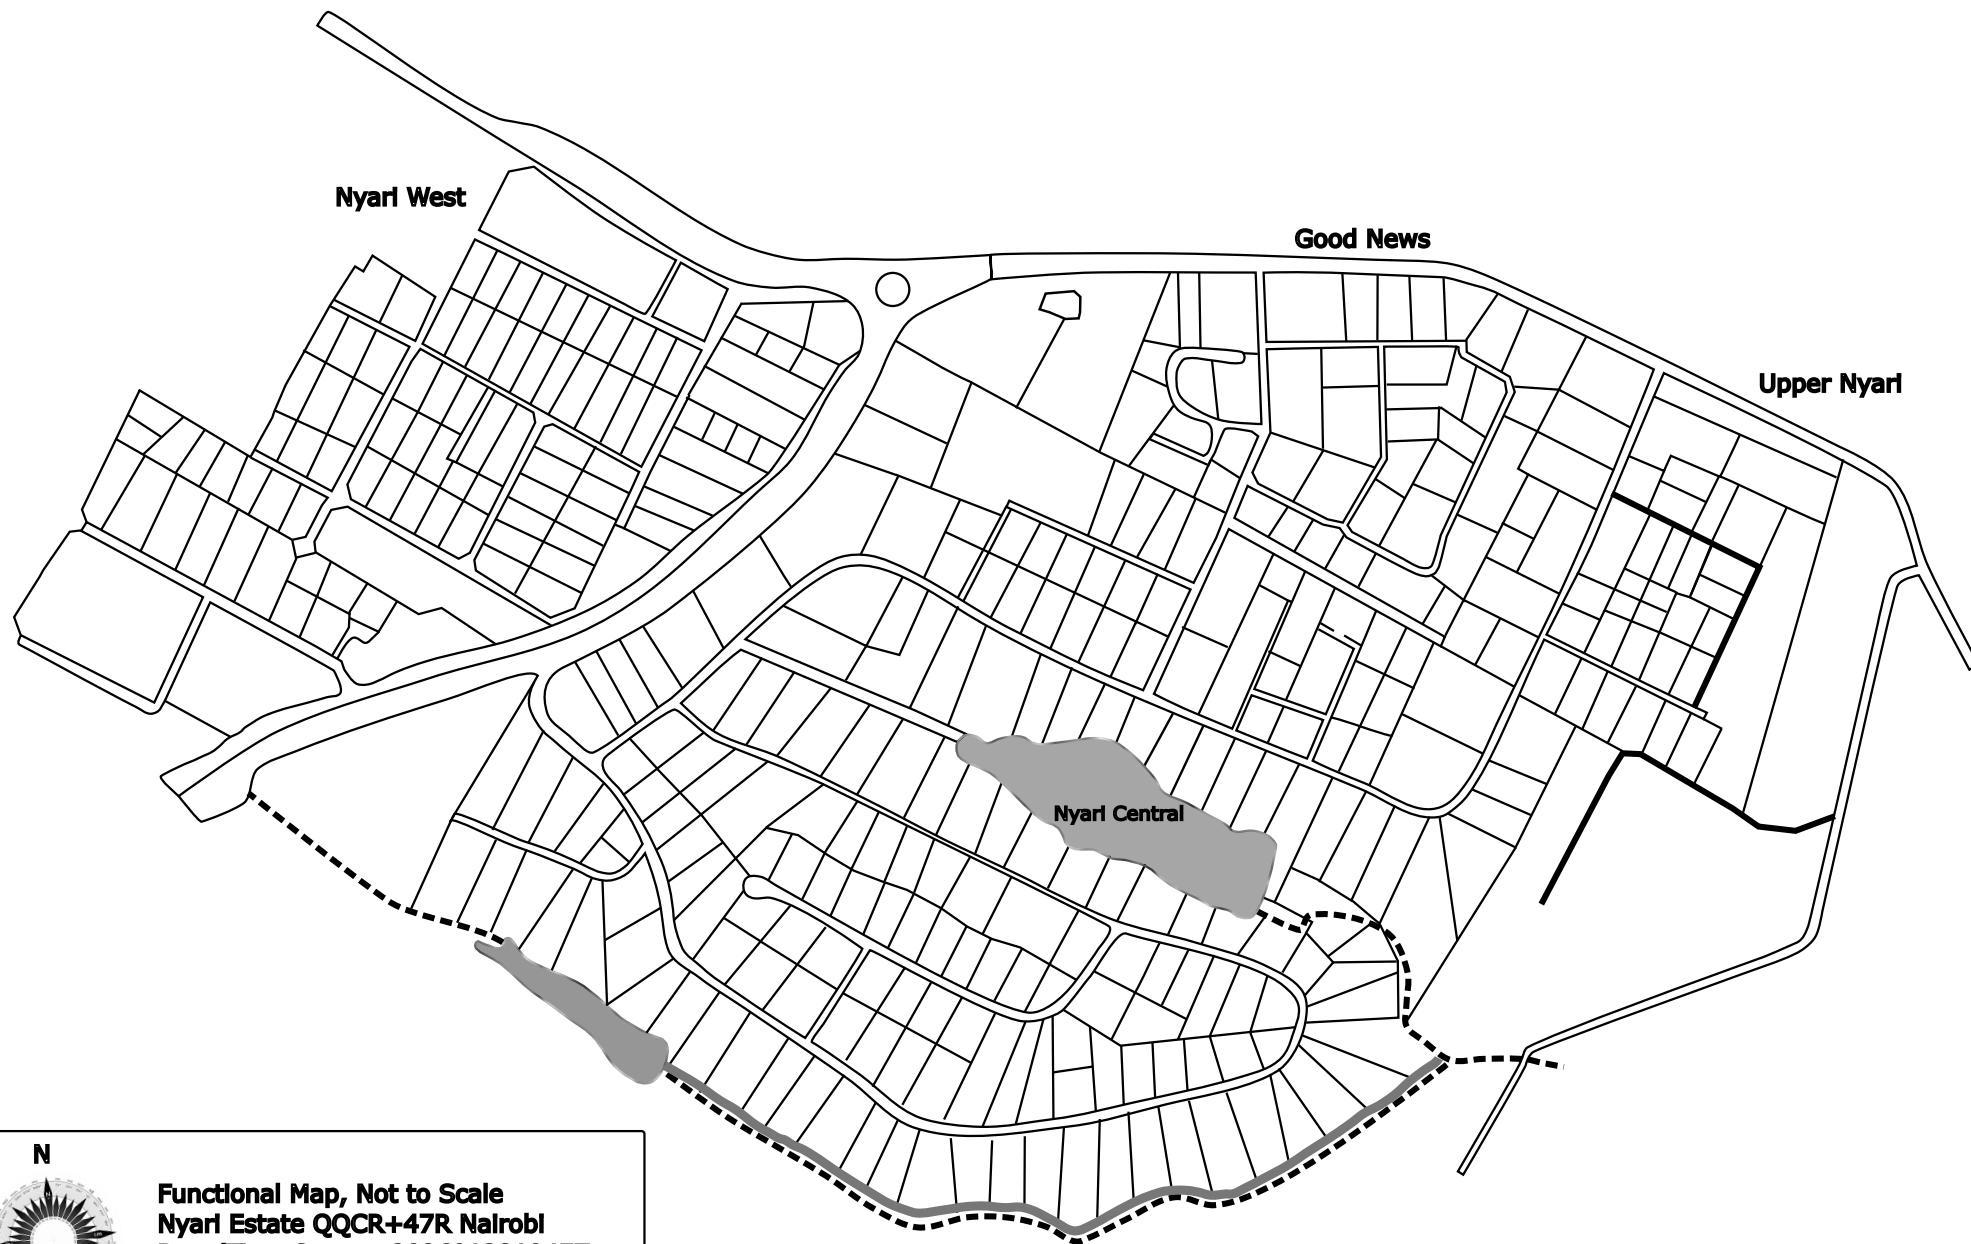 Nyari West
Good News
Upper Nyari
Nyari Central
N
Functional Map, Not to Scale
Nyari Estate QQCR+47R Nairobi